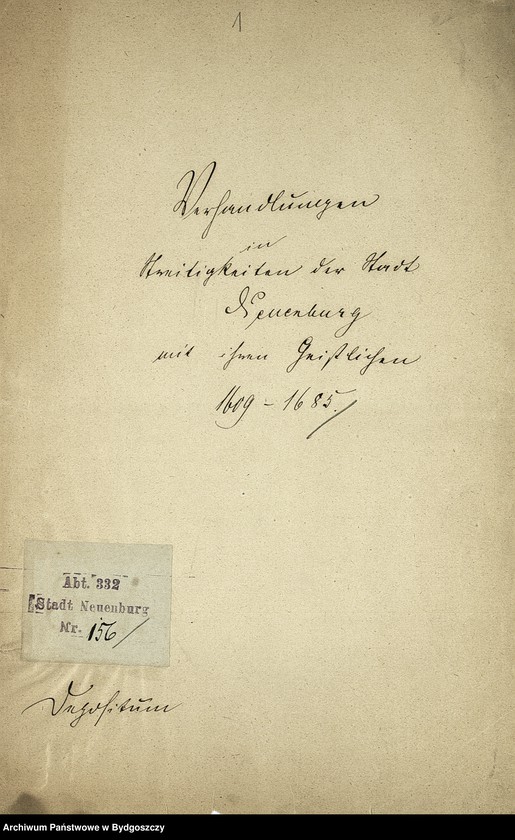 1
Verhandlungen
in
Streitigkeiten der Stadt
Neuenburg
mit ihren Geistlichen
1609 - 1685.
Abt. 332
Stadt Neuenburg
Nr. 156
Depositum
Archiwum Państwowe w Bydgoszczy